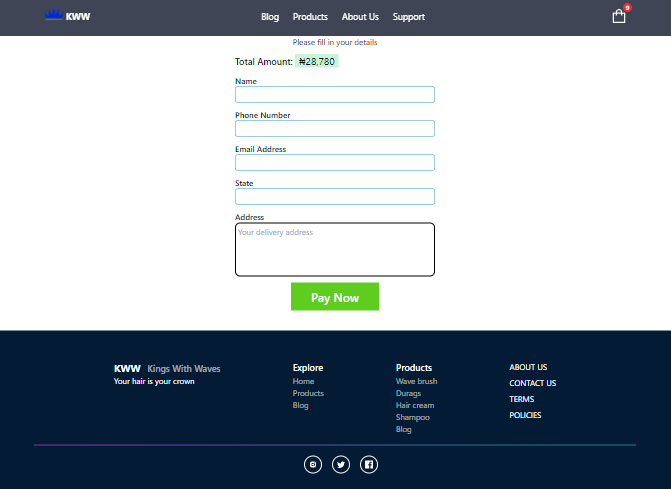 KWW
Blog Products About Us Support
9
Please fill in your details
Total Amount: ₦28,780
Name
Phone Number
Email Address
State
Address
Your delivery address
Pay Now
KWW Kings With Waves
Your hair is your crown
Explore
Home
Products
Blog
Products
Wave brush
Durags
Hair cream
Shampoo
Blog
ABOUT US
CONTACT US
TERMS
POLICIES